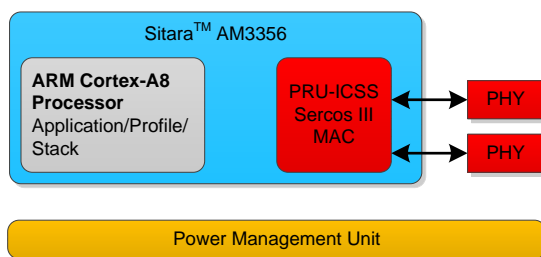 Sitara™ AM3356
ARM Cortex-A8
Processor
Application/Profile/
Stack
PRU-ICSS
Sercos III
MAC
PHY
PHY
Power Management Unit